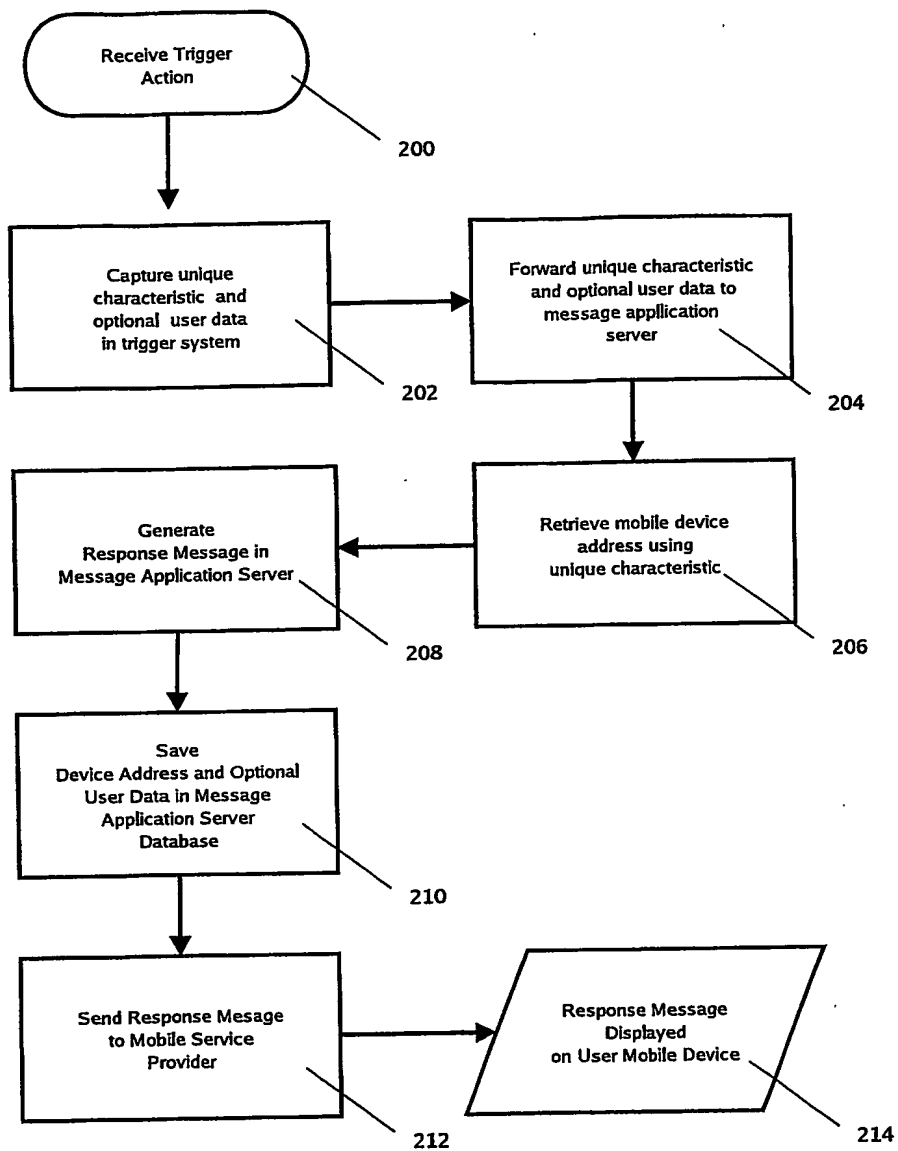 Receive Trigger
Action
200
Capture unique
characteristic and
optional user data
in trigger system
202
Forward unique characteristic
and optional user data to
message application
server
204
Retrieve mobile device
address using
unique characteristic
206
Generate
Response Message in
Message Application Server
208
Save
Device Address and Optional
User Data in Message
Application Server
Database
210
Send Response Mesage
to Mobile Service
Provider
212
Response Message
Displayed
on User Mobile Device
214